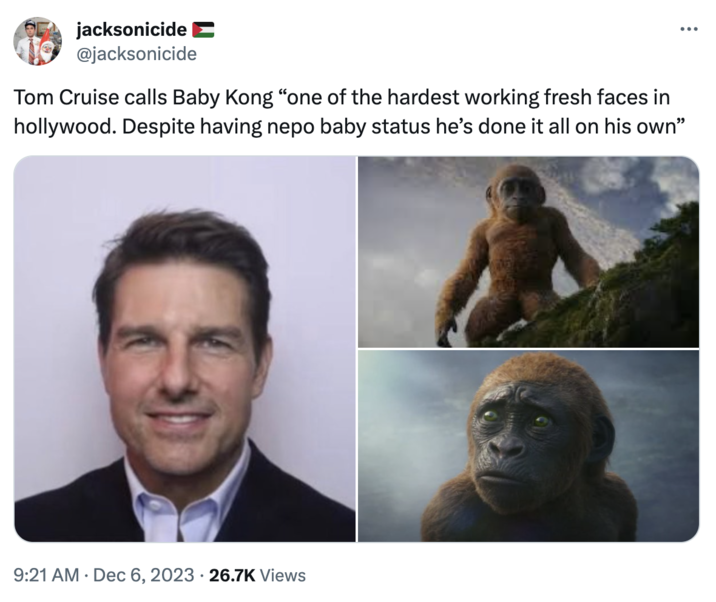 jacksonicide 🇵🇸
@jacksonicide
Tom Cruise calls Baby Kong “one of the hardest working fresh faces in
hollywood. Despite having nepo baby status he’s done it all on his own”
9:21 AM · Dec 6, 2023 · 26.7K Views